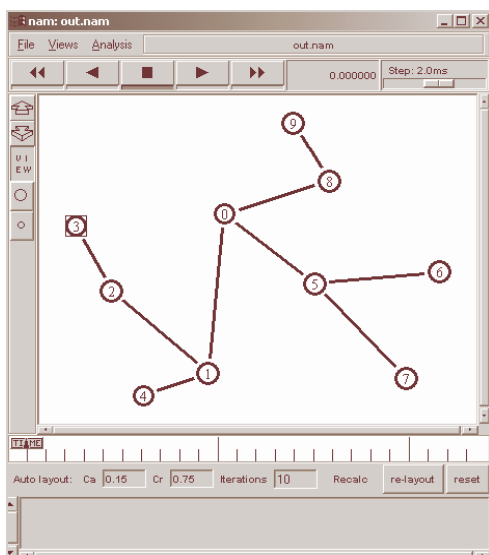 nam: out.nam
File Views Analysis out.nam
0.000000 Step: 2.0ms
VI
EW
9
8
0
3
6
5
2
1
7
4
TIME
Auto layout: Ca 0.15 Cr 0.75 Iterations 10 Recalc re-layout reset